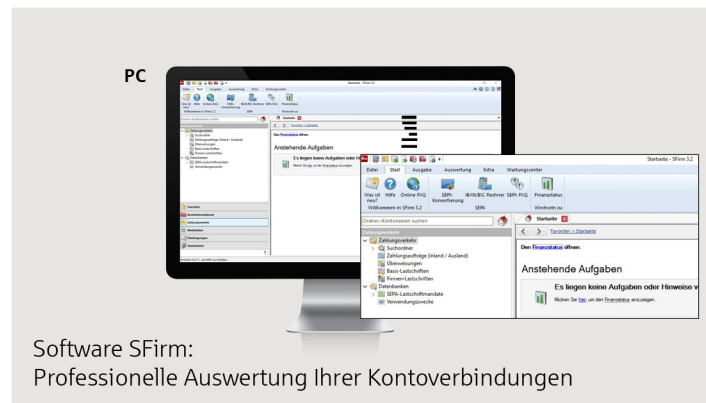 PC
Startseite - SFirm 3.2
Datei Start Ausgabe Auswertung Extra Wartungscenter
Was ist neu? Hilfe Online FAQ SEPA-Konvertierung IBAN/BIC-Rechner SEPA FAQ Finanzstatus
Willkommen in SFirm 3.2 SEPA Wechseln zu
Ordner-/Kontonamen suchen
Startseite
Zahlungsverkehr
Favoriten > Startseite
Zahlungsverkehr
Suchordner
Zahlungsaufträge (Inland / Ausland)
Überweisungen
Basis-Lastschriften
Firmen-Lastschriften
Datenbanken
SEPA-Lastschriftmandate
Verwendungszwecke
Den Finanzstatus öffnen.
Anstehende Aufgaben
Es liegen keine Aufgaben oder Hinweise v
Klicken Sie hier, um den Finanzstatus anzuzeigen.
Favoriten
Kontoinformationen
Zahlungsverkehr
Stammdaten
Software SFirm:
Professionelle Auswertung Ihrer Kontoverbindungen